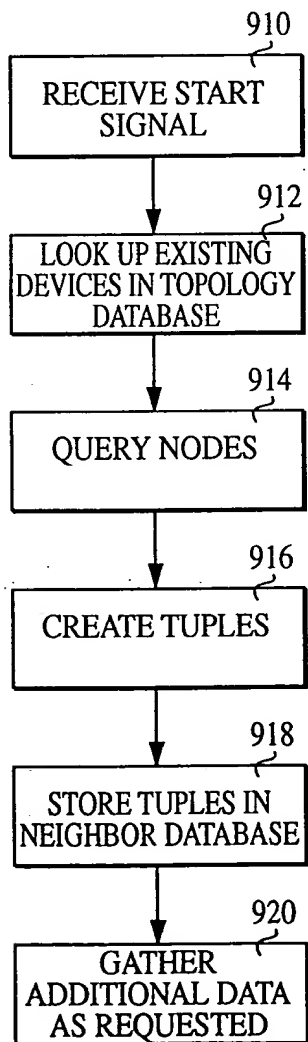 910
RECEIVE START
SIGNAL
912
LOOK UP EXISTING
DEVICES IN TOPOLOGY
DATABASE
914
QUERY NODES
916
CREATE TUPLES
918
STORE TUPLES IN
NEIGHBOR DATABASE
920
GATHER
ADDITIONAL DATA
AS REQUESTED